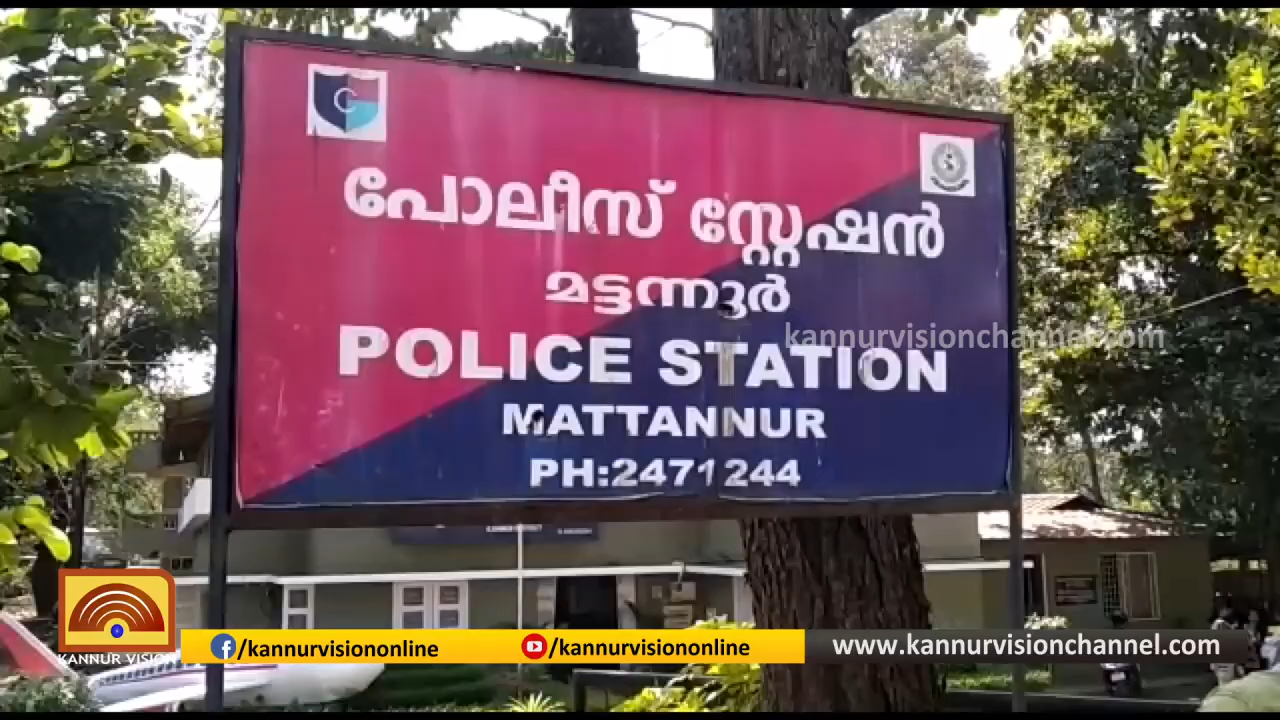 പോലീസ് സ്റ്റേഷൻ
മട്ടന്നൂർ
kannurvisionchannel.com
POLICE STATION
MATTANNUR
PH:2471244
KANNUR VISION
/kannurvisiononline
/kannurvisiononline
www.kannurvisionchannel.com